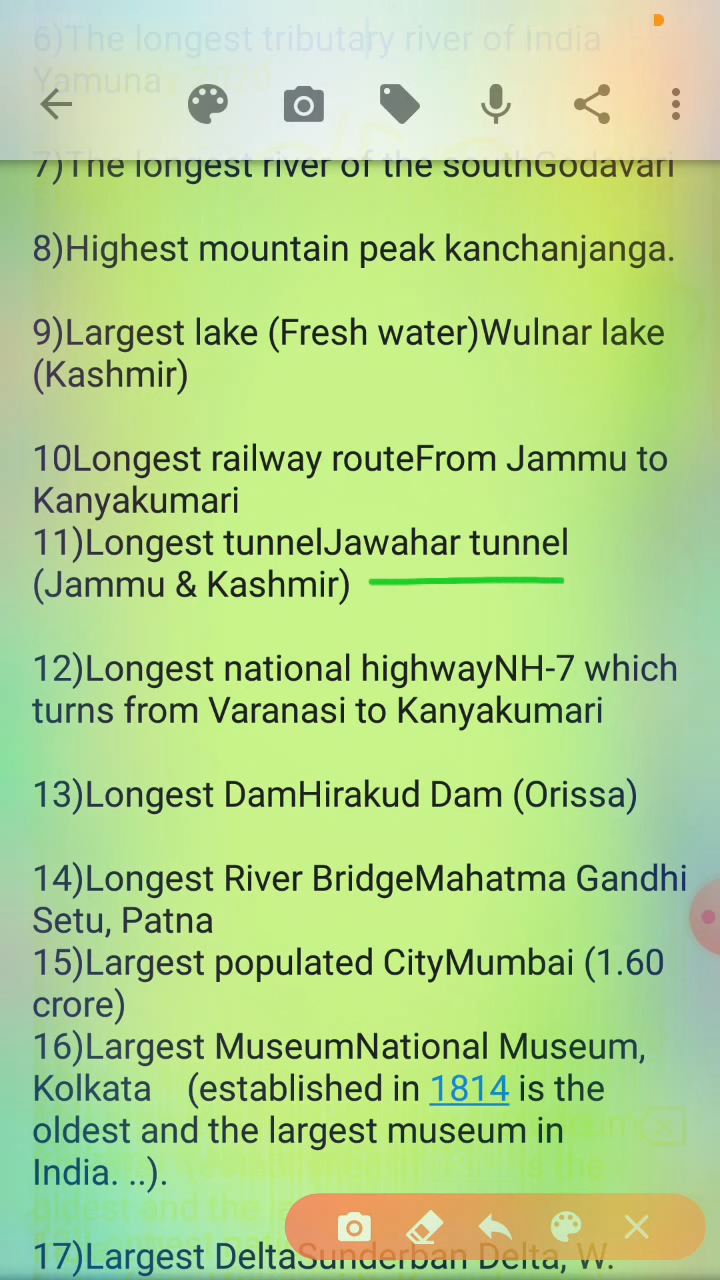 6)The longest tributary river of India
Yamuna
7)The longest river of the southGodavari
8)Highest mountain peak kanchanjanga.
9)Largest lake (Fresh water)Wulnar lake
(Kashmir)
10Longest railway routeFrom Jammu to
Kanyakumari
11)Longest tunnelJawahar tunnel
(Jammu & Kashmir)
12)Longest national highwayNH-7 which
turns from Varanasi to Kanyakumari
13)Longest DamHirakud Dam (Orissa)
14)Longest River BridgeMahatma Gandhi
Setu, Patna
15)Largest populated CityMumbai (1.60
crore)
16)Largest MuseumNational Museum,
Kolkata (established in 1814 is the
oldest and the largest museum in
India. ..).
17)Largest DeltaSunderban Delta, W.